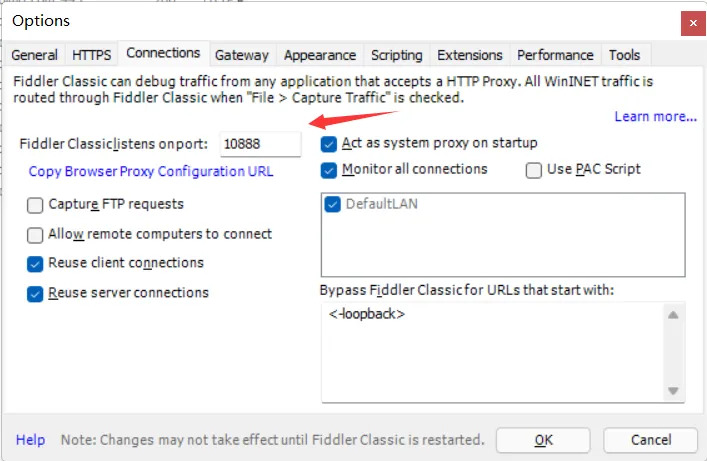 Options
General HTTPS Connections Gateway Appearance Scripting Extensions Performance Tools
Fiddler Classic can debug traffic from any application that accepts a HTTP Proxy. All WinINET traffic is
routed through Fiddler Classic when "File > Capture Traffic" is checked.
Learn more...
Fiddler Classic listens on port: 10888
Copy Browser Proxy Configuration URL
Capture FTP requests
Allow remote computers to connect
Reuse client connections
Reuse server connections
Act as system proxy on startup
Monitor all connections
Use PAC Script
DefaultLAN
Bypass Fiddler Classic for URLs that start with:
<-loopback>
Help
Note: Changes may not take effect until Fiddler Classic is restarted.
OK
Cancel